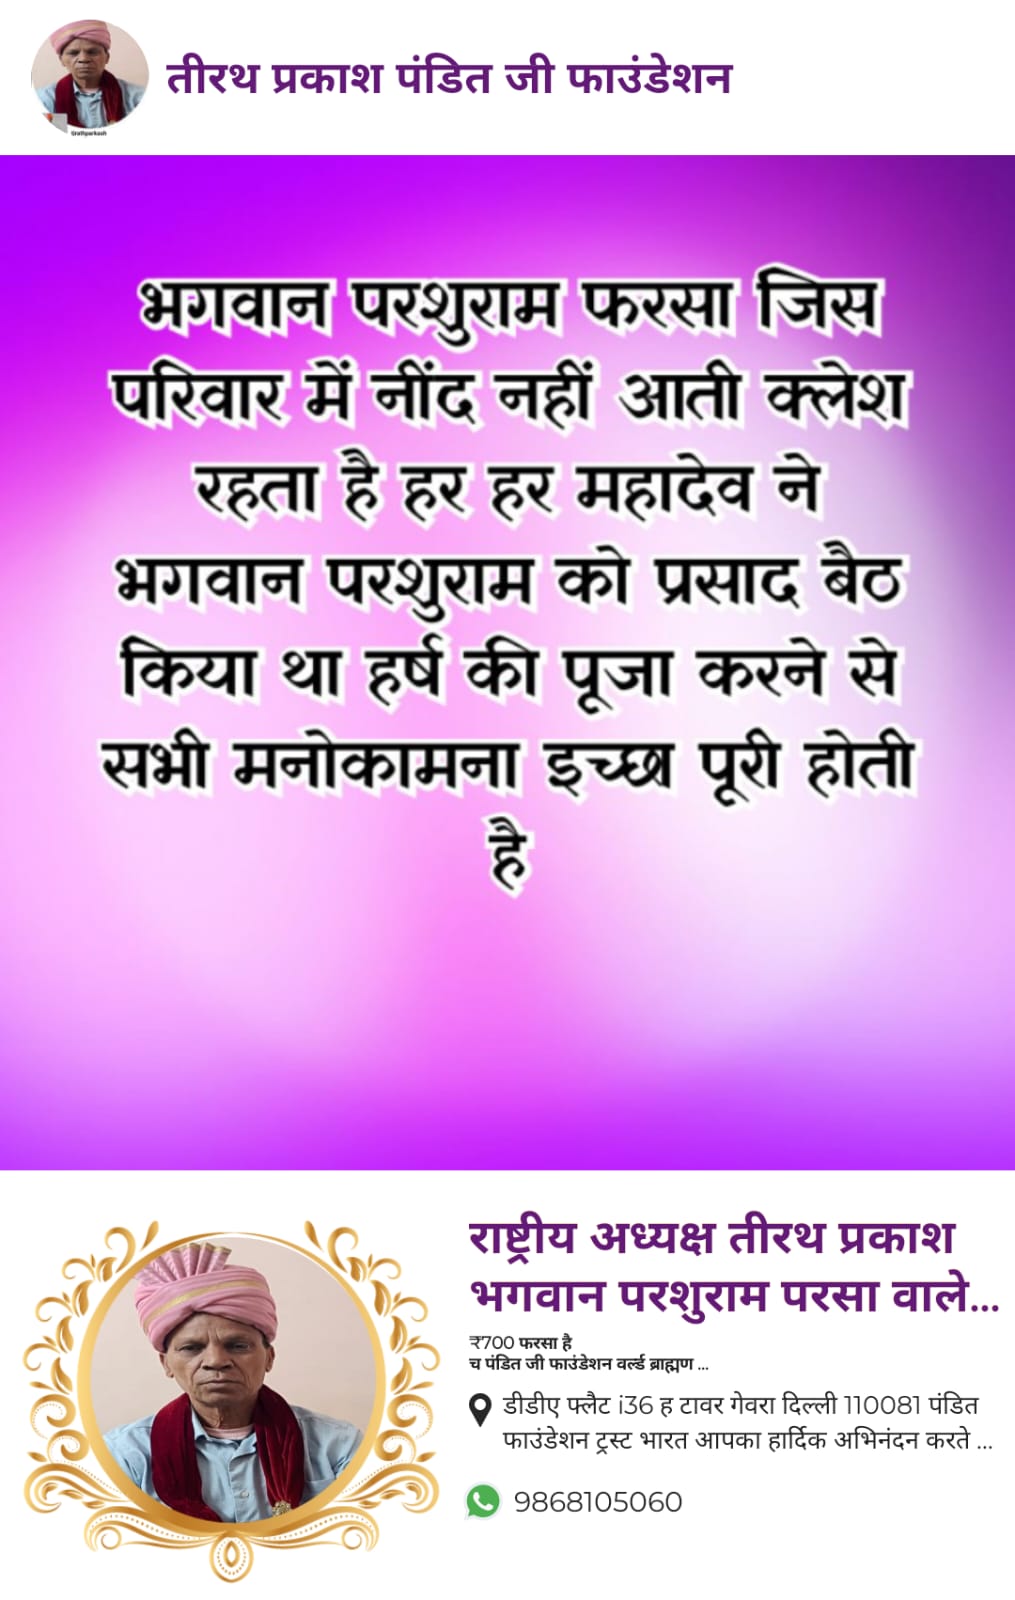 तीरथ प्रकाश पंडित जी फाउंडेशन
tirathparkash
भगवान परशुराम फरसा जिस
परिवार में नींद नहीं आती क्लेश
रहता है हर हर महादेव ने
भगवान परशुराम को प्रसाद बैठ
किया था हर्ष की पूजा करने से
सभी मनोकामना इच्छा पूरी होती
है
राष्ट्रीय अध्यक्ष तीरथ प्रकाश
भगवान परशुराम परसा वाले...
₹700 फरसा है
च पंडित जी फाउंडेशन वर्ल्ड ब्राह्मण ...
डीडीए फ्लैट i36 ह टावर गेवरा दिल्ली 110081 पंडित
फाउंडेशन ट्रस्ट भारत आपका हार्दिक अभिनंदन करते ...
9868105060